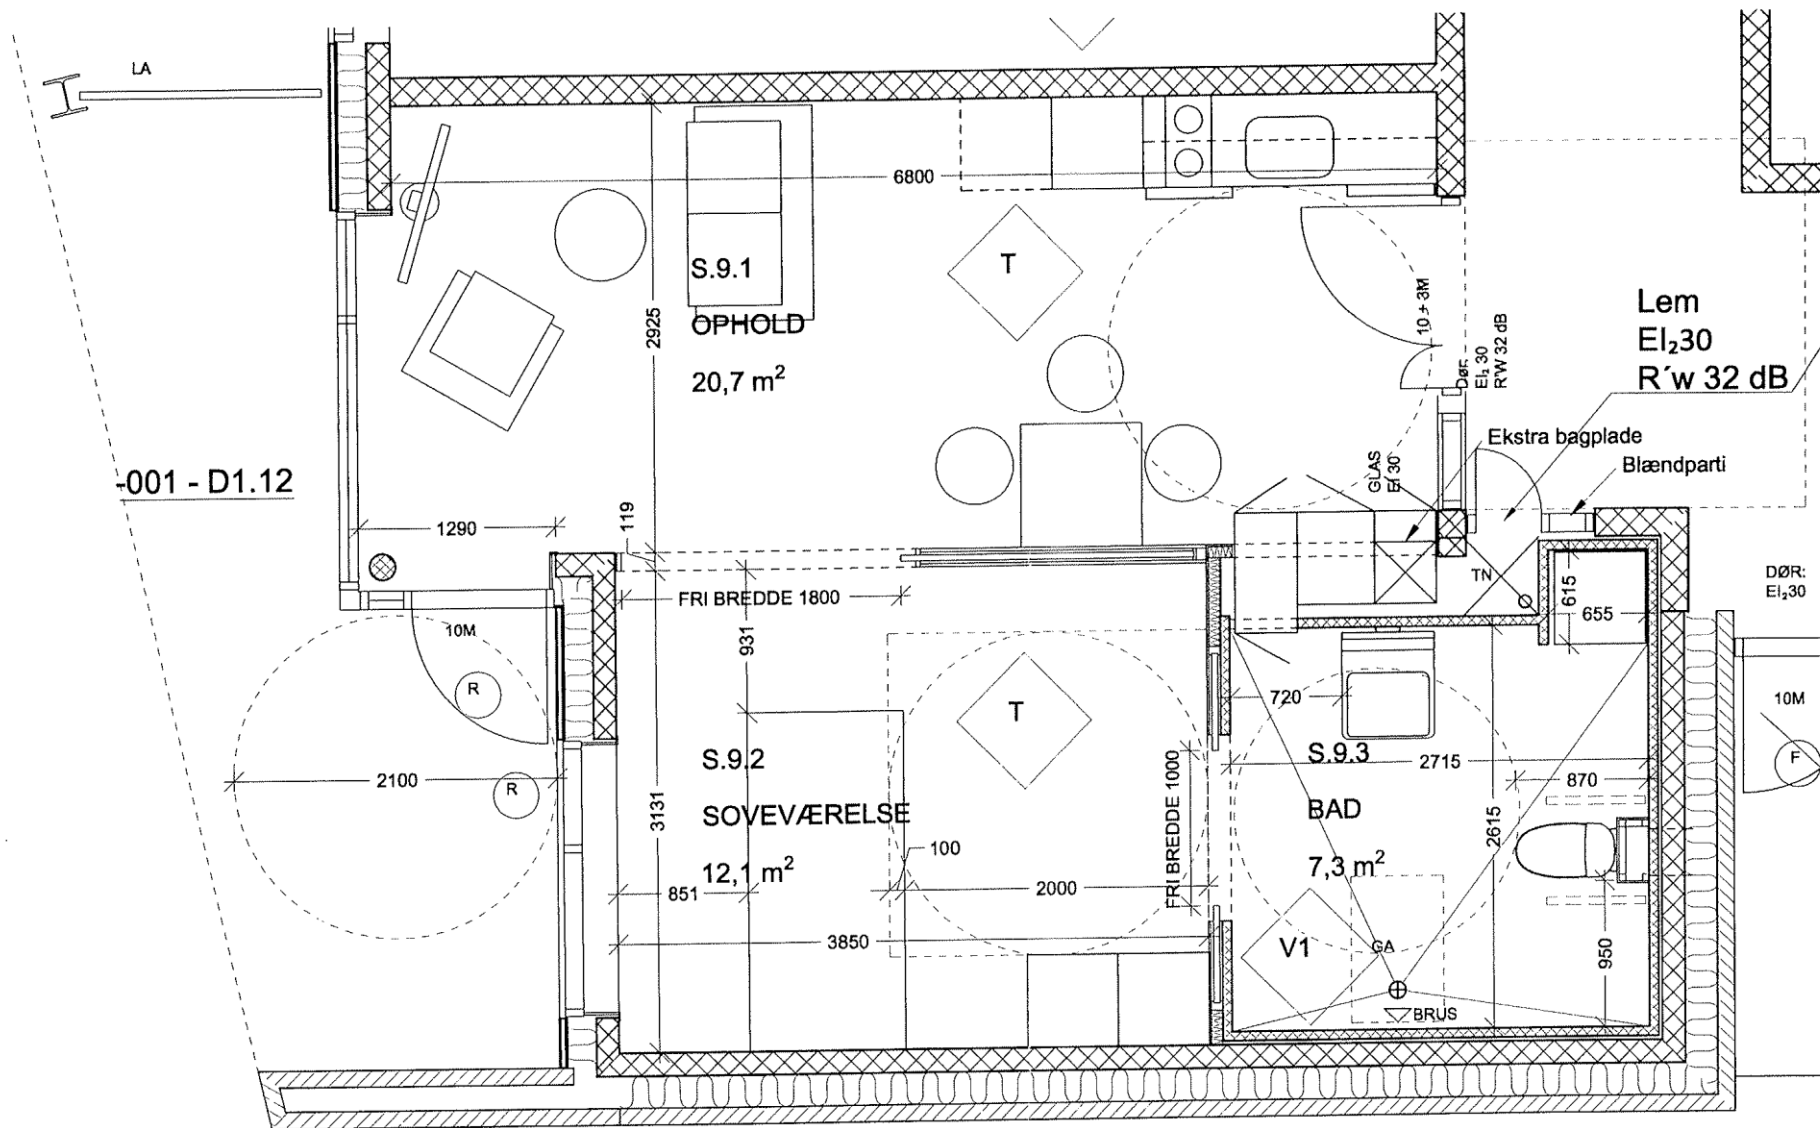 LA
6800
S.9.1
T
OPHOLD
2925
20,7 m²
10 + 3M
Dør:
EI₂ 30
R'W 32 dB
Lem
EI₂30
R´w 32 dB
Ekstra bagplade
Blændparti
GLAS
EI 30
-001 - D1.12
1290
119
FRI BREDDE 1800
931
10M
R
TN
615
655
DØR:
EI₂30
720
T
S.9.2
SOVEVÆRELSE
12,1 m²
3131
2100
R
851
100
2000
3850
FRI BREDDE 1000
S.9.3
BAD
7,3 m²
2715
870
2615
950
10M
F
V1
GA
BRUS